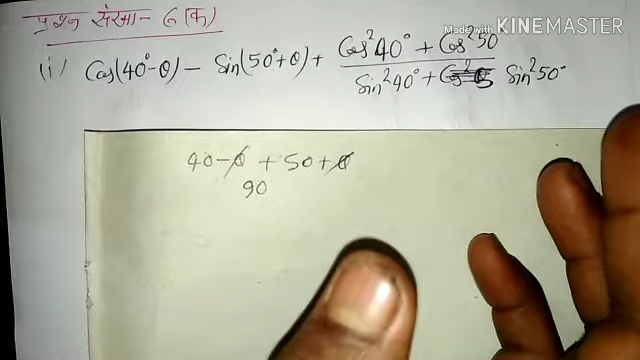 Made with KINEMASTER
प्रश्न संख्या- 6 (क)
(i) Cos(40°-θ) - Sin(50°+θ) + Cos²40° + Cos²50 / Sin²40° + Sin²50°
40-θ + 50+θ
90